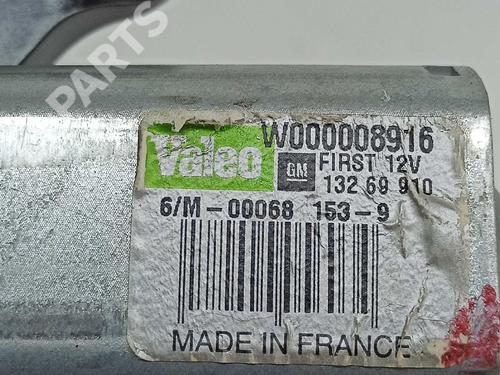 B-PARTS
Valeo
W000008916
GM
FIRST 12V
132 69 910
6/M-00068 153-9
MADE IN FRANCE